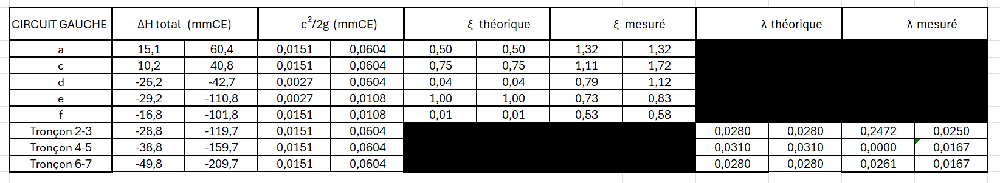 CIRCUIT GAUCHE ΔH total (mmCE) c²/2g (mmCE) ξ théorique ξ mesuré λ théorique λ mesuré
a 15,1 60,4 0,0151 0,0604 0,50 0,50 1,32 1,32
c 10,2 40,8 0,0151 0,0604 0,75 0,75 1,11 1,72
d -26,2 -42,7 0,0027 0,0604 0,04 0,04 0,79 1,12
e -29,2 -110,8 0,0027 0,0108 1,00 1,00 0,73 0,83
f -16,8 -101,8 0,0151 0,0108 0,01 0,01 0,53 0,58
Tronçon 2-3 -28,8 -119,7 0,0151 0,0604 0,0280 0,0280 0,2472 0,0250
Tronçon 4-5 -38,8 -159,7 0,0151 0,0604 0,0310 0,0310 0,0000 0,0167
Tronçon 6-7 -49,8 -209,7 0,0151 0,0604 0,0280 0,0280 0,0261 0,0167